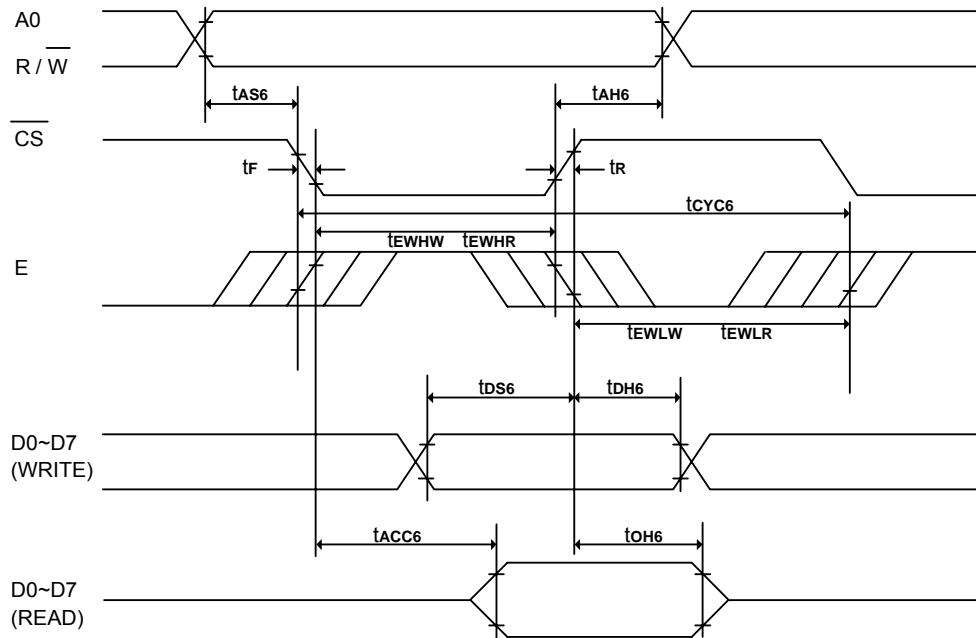 A0
R / W
tAS6 tAH6
CS
tF tR
tCYC6
tEWHW tEWHR
E
tEWLW tEWLR
tDS6 tDH6
D0~D7
(WRITE)
tACC6 tOH6
D0~D7
(READ)